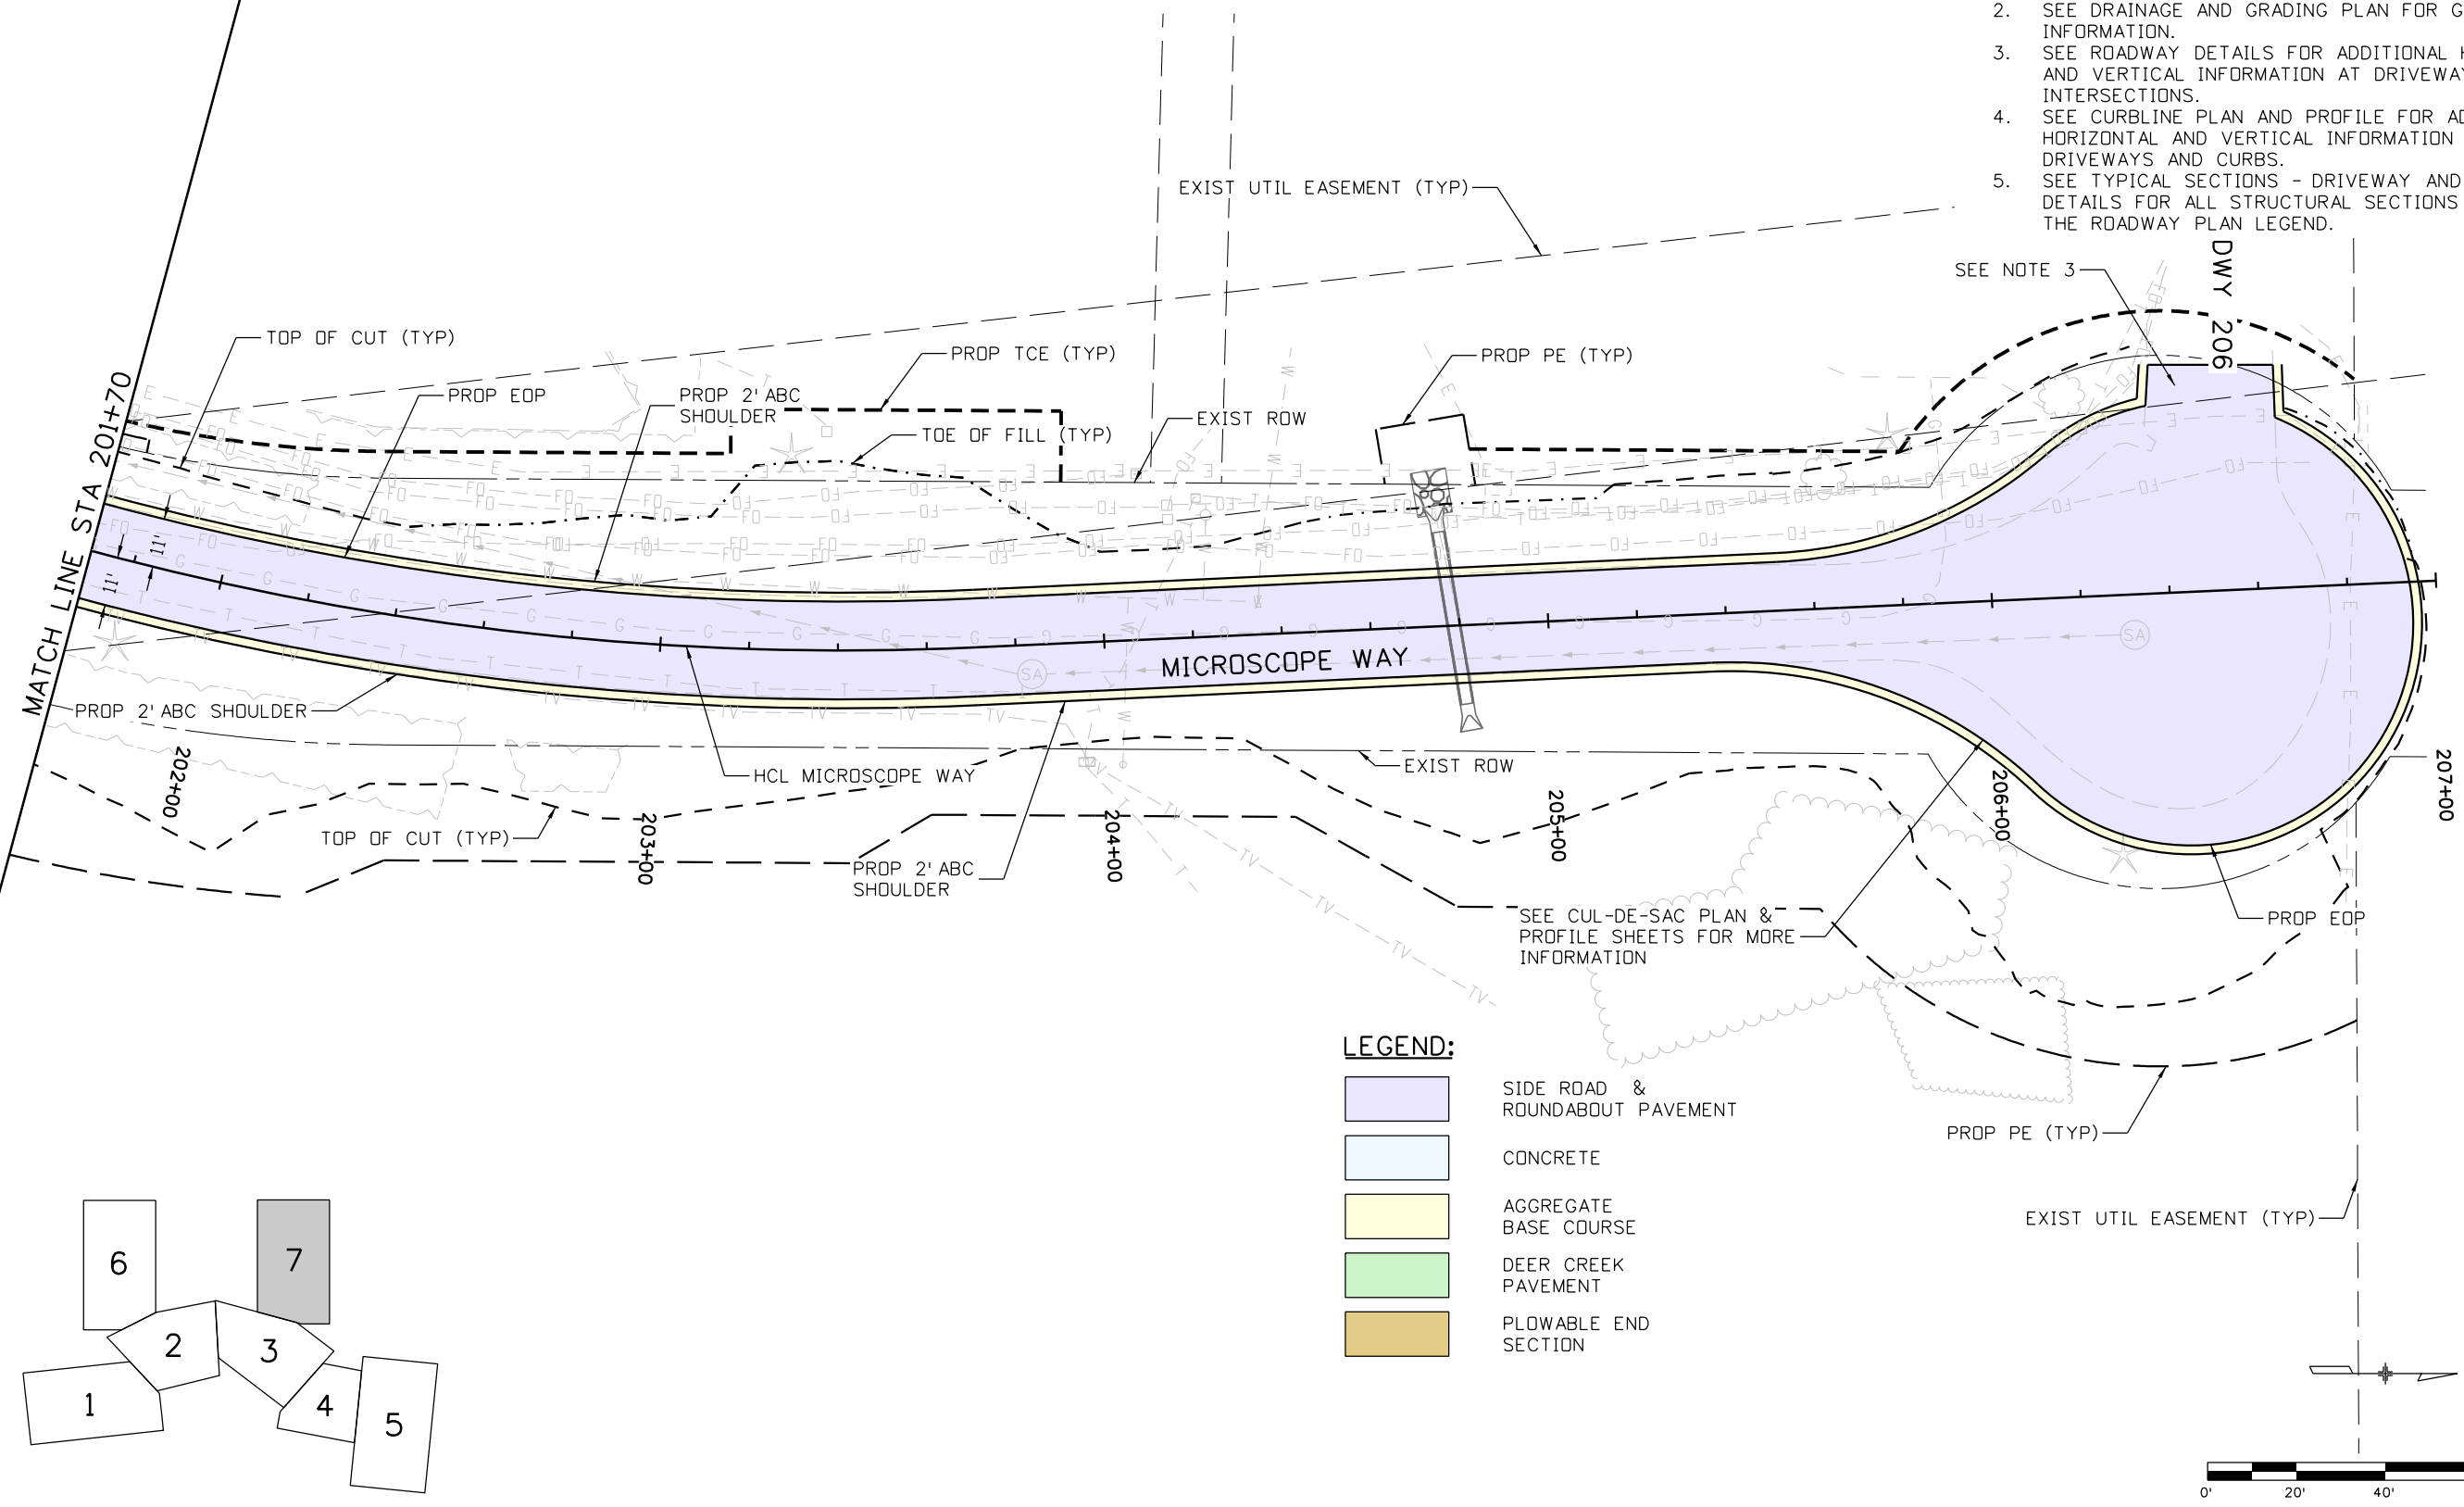 2. SEE DRAINAGE AND GRADING PLAN FOR
INFORMATION.
3. SEE ROADWAY DETAILS FOR ADDITIONAL
AND VERTICAL INFORMATION AT
INTERSECTIONS.
4. SEE CURBLINE PLAN AND PROFILE FOR
HORIZONTAL AND VERTICAL INFORMATION
DRIVEWAYS AND CURBS.
5. SEE TYPICAL SECTIONS - DRIVEWAY AND
DETAILS FOR ALL STRUCTURAL SECTIONS
THE ROADWAY PLAN LEGEND.
EXIST UTIL EASEMENT (TYP)
SEE NOTE 3
DWY 206
TOP OF CUT (TYP)
PROP TCE (TYP)
PROP PE (TYP)
PROP EOP
PROP 2' ABC
SHOULDER
EXIST ROW
TOE OF FILL (TYP)
MATCH LINE STA 201+70
11'
11'
MICROSCOPE WAY
SA
SA
PROP 2' ABC SHOULDER
HCL MICROSCOPE WAY
EXIST ROW
202+00
203+00
204+00
205+00
206+00
207+00
TOP OF CUT (TYP)
PROP 2' ABC
SHOULDER
SEE CUL-DE-SAC PLAN &
PROFILE SHEETS FOR MORE
INFORMATION
PROP EOP
LEGEND:
SIDE ROAD &
ROUNDABOUT PAVEMENT
CONCRETE
AGGREGATE
BASE COURSE
DEER CREEK
PAVEMENT
PLOWABLE END
SECTION
PROP PE (TYP)
EXIST UTIL EASEMENT (TYP)
6
7
2
3
1
4
5
0' 20' 40'